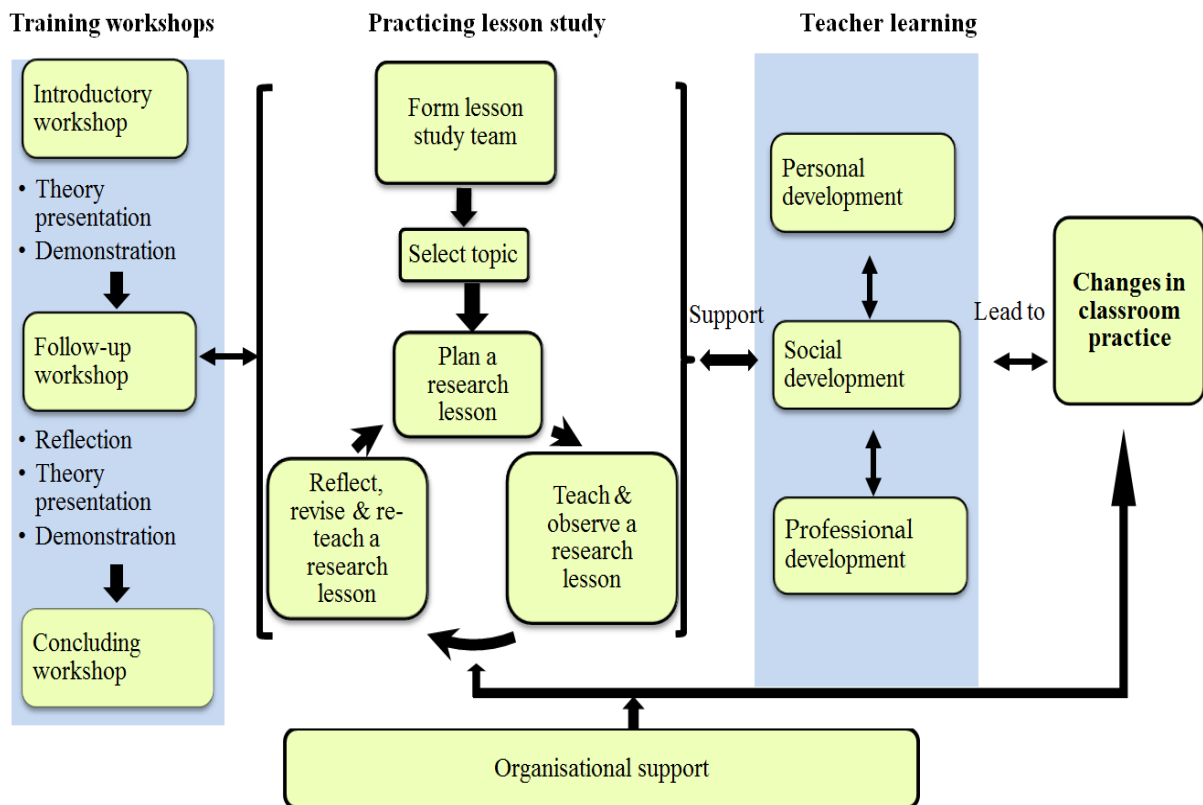 Training workshops
Introductory
workshop
• Theory
presentation
• Demonstration
Follow-up
workshop
• Reflection
• Theory
presentation
• Demonstration
Concluding
workshop
Practicing lesson study
Form lesson
study team
Select topic
Plan a
research
lesson
Teach &
observe a
research
lesson
Reflect,
revise & re-
teach a
research
lesson
Support
Teacher learning
Personal
development
Social
development
Professional
development
Lead to
Changes in
classroom
practice
Organisational support